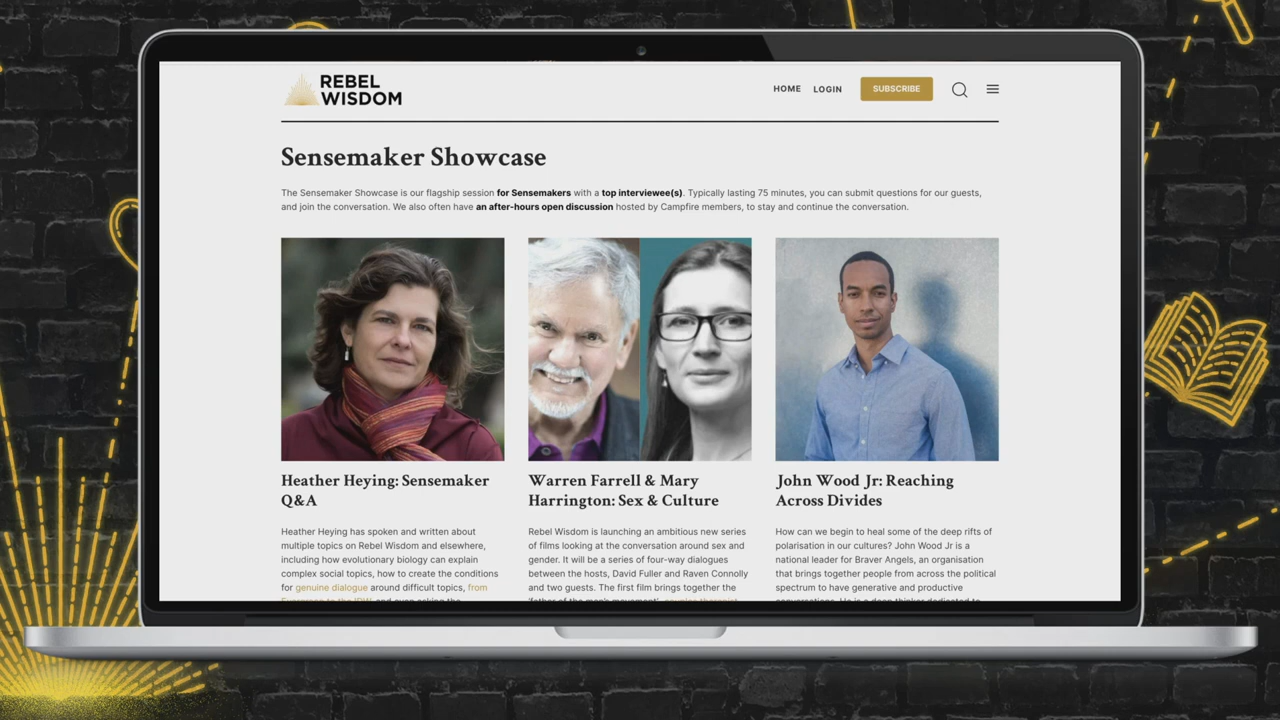 REBEL
WISDOM
HOME
LOGIN
SUBSCRIBE
Sensemaker Showcase
The Sensemaker Showcase is our flagship session for Sensemakers with a top interviewee(s). Typically lasting 75 minutes, you can submit questions for our guests,
and join the conversation. We also often have an after-hours open discussion hosted by Campfire members, to stay and continue the conversation.
Heather Heying: Sensemaker
Q&A
Heather Heying has spoken and written about
multiple topics on Rebel Wisdom and elsewhere,
including how evolutionary biology can explain
complex social topics, how to create the conditions
for genuine dialogue around difficult topics, from
Warren Farrell & Mary
Harrington: Sex & Culture
Rebel Wisdom is launching an ambitious new series
of films looking at the conversation around sex and
gender. It will be a series of four-way dialogues
between the hosts, David Fuller and Raven Connolly
and two guests. The first film brings together the
John Wood Jr: Reaching
Across Divides
How can we begin to heal some of the deep rifts of
polarisation in our cultures? John Wood Jr is a
national leader for Braver Angels, an organisation
that brings together people from across the political
spectrum to have generative and productive